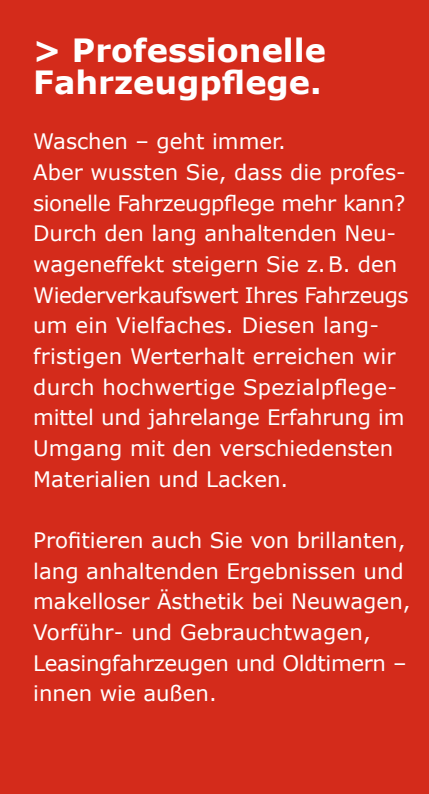 > Professionelle
Fahrzeugpflege.
Waschen – geht immer.
Aber wussten Sie, dass die profes-
sionelle Fahrzeugpflege mehr kann?
Durch den lang anhaltenden Neu-
wageneffekt steigern Sie z. B. den
Wiederverkaufswert Ihres Fahrzeugs
um ein Vielfaches. Diesen lang-
fristigen Werterhalt erreichen wir
durch hochwertige Spezialpflege-
mittel und jahrelange Erfahrung im
Umgang mit den verschiedensten
Materialien und Lacken.
Profitieren auch Sie von brillanten,
lang anhaltenden Ergebnissen und
makelloser Ästhetik bei Neuwagen,
Vorführ- und Gebrauchtwagen,
Leasingfahrzeugen und Oldtimern –
innen wie außen.